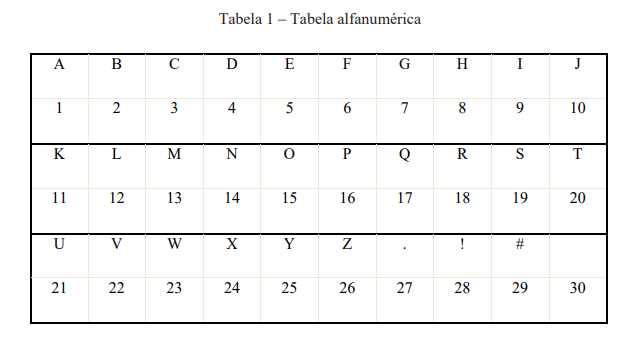 Tabela 1 – Tabela alfanumérica
A B C D E F G H I J
1 2 3 4 5 6 7 8 9 10
K L M N O P Q R S T
11 12 13 14 15 16 17 18 19 20
U V W X Y Z . ! #
21 22 23 24 25 26 27 28 29 30